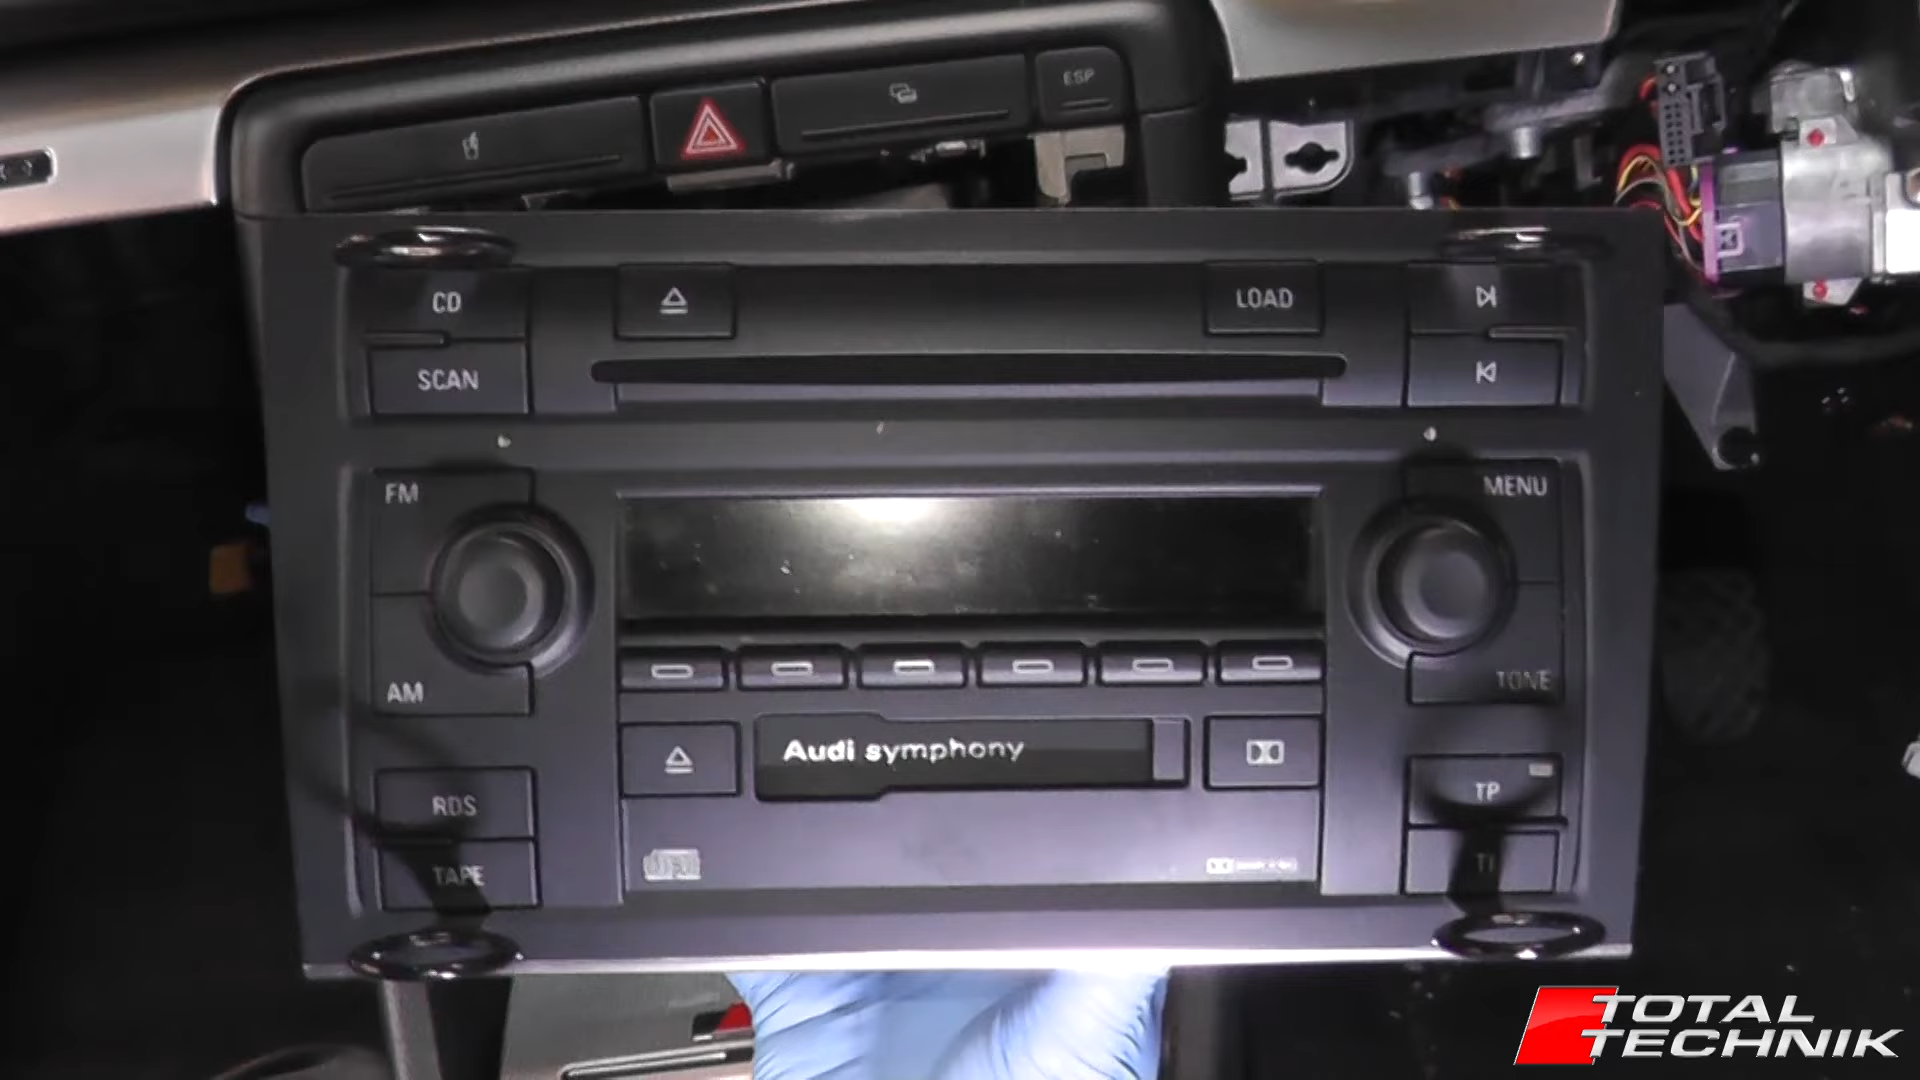 ESP
CD
LOAD
SCAN
FM
MENU
AM
TONE
Audi symphony
RDS
TP
TAPE
TI
TOTAL
TECHNIK